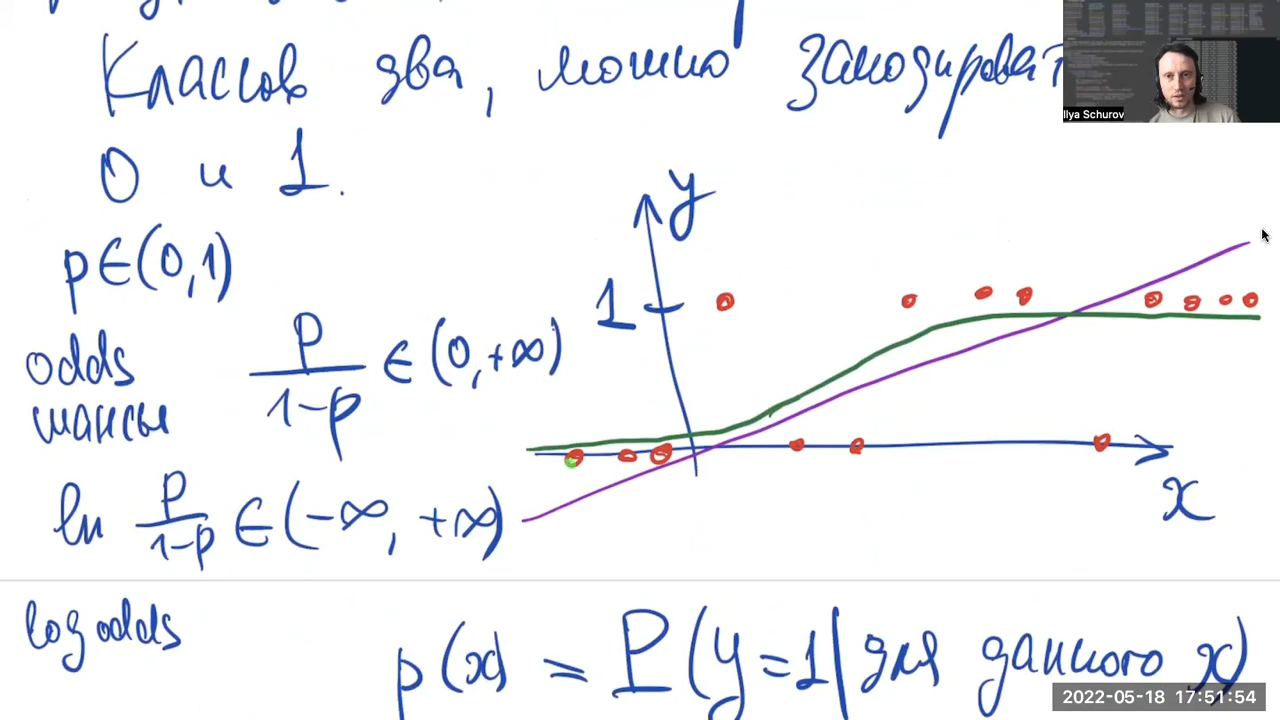 Классов два, можно закодироват
0 и 1.
p∈(0,1)
odds
шансы
p/1-p ∈ (0,+∞)
ln p/1-p ∈ (-∞, +∞)
log odds
y
1
x
p(x) = P(y=1|для данного x)
Ilya Schurov
2022-05-18 17:51:54